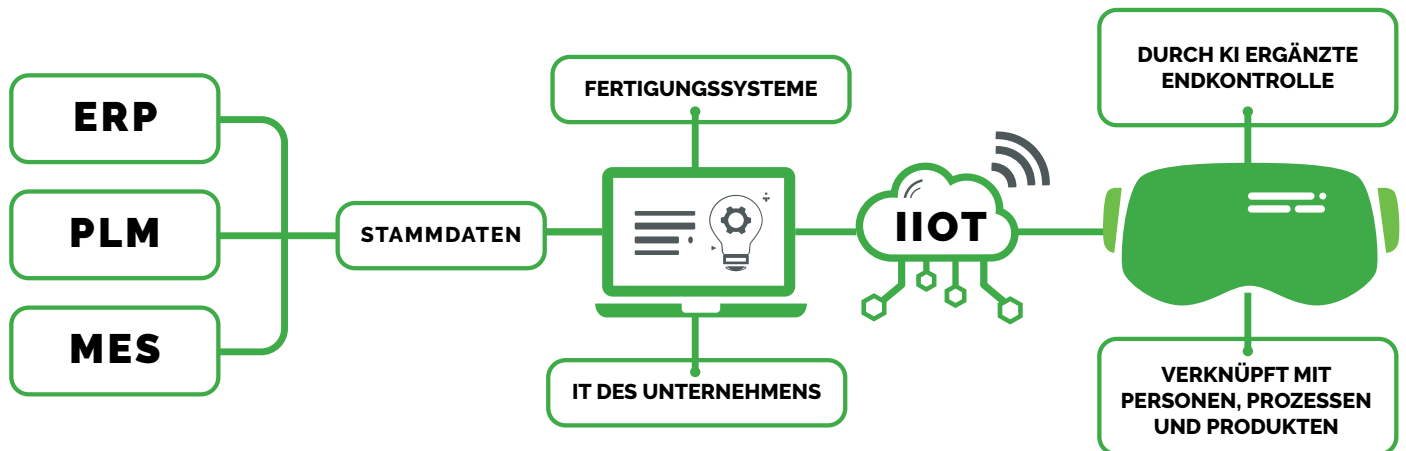 ERP
PLM
MES
STAMMDATEN
FERTIGUNGSSYSTEME
IT DES UNTERNEHMENS
IIOT
DURCH KI ERGÄNZTE
ENDKONTROLLE
VERKNÜPFT MIT
PERSONEN, PROZESSEN
UND PRODUKTEN